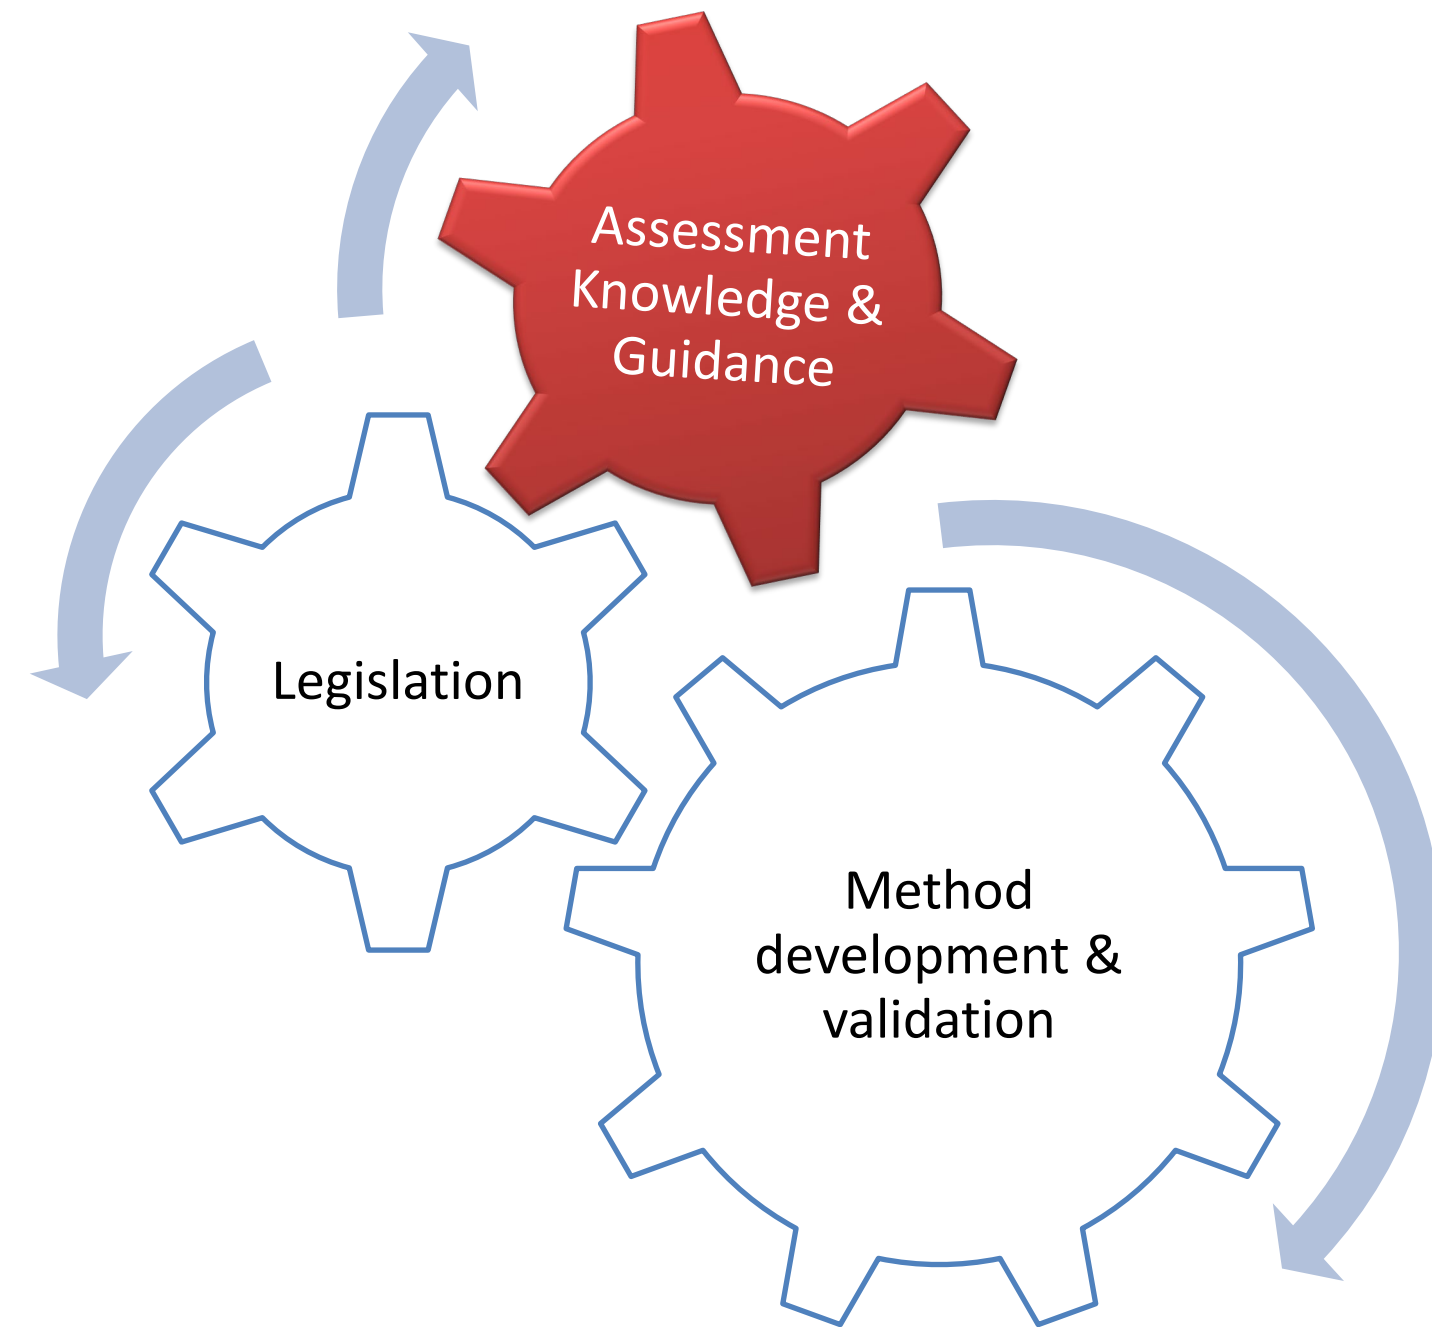 Assessment
Knowledge &
Guidance
Legislation
Method
development &
validation